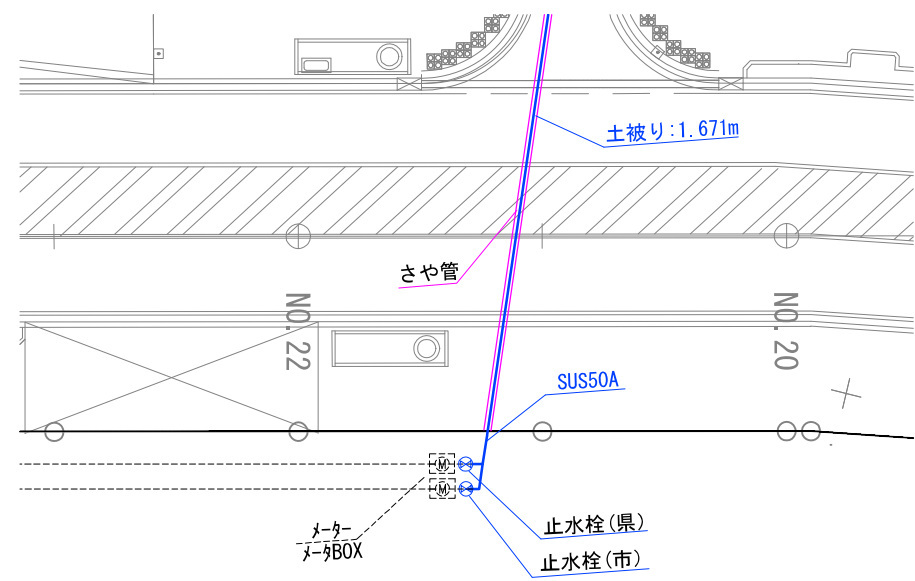 土被り:1.671m
さや管
NO.22
NO.20
SUS50A
M
M
メーター
メータBOX
止水栓(県)
止水栓(市)